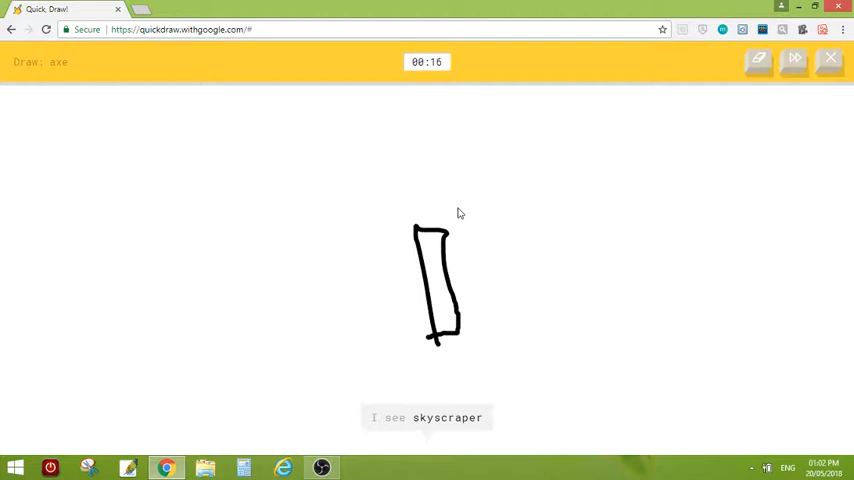 Quick, Draw!
Secure
https://quickdraw.withgoogle.com/#
Draw: axe
00:16
I see skyscraper
ENG
01:02 PM
20/05/2018